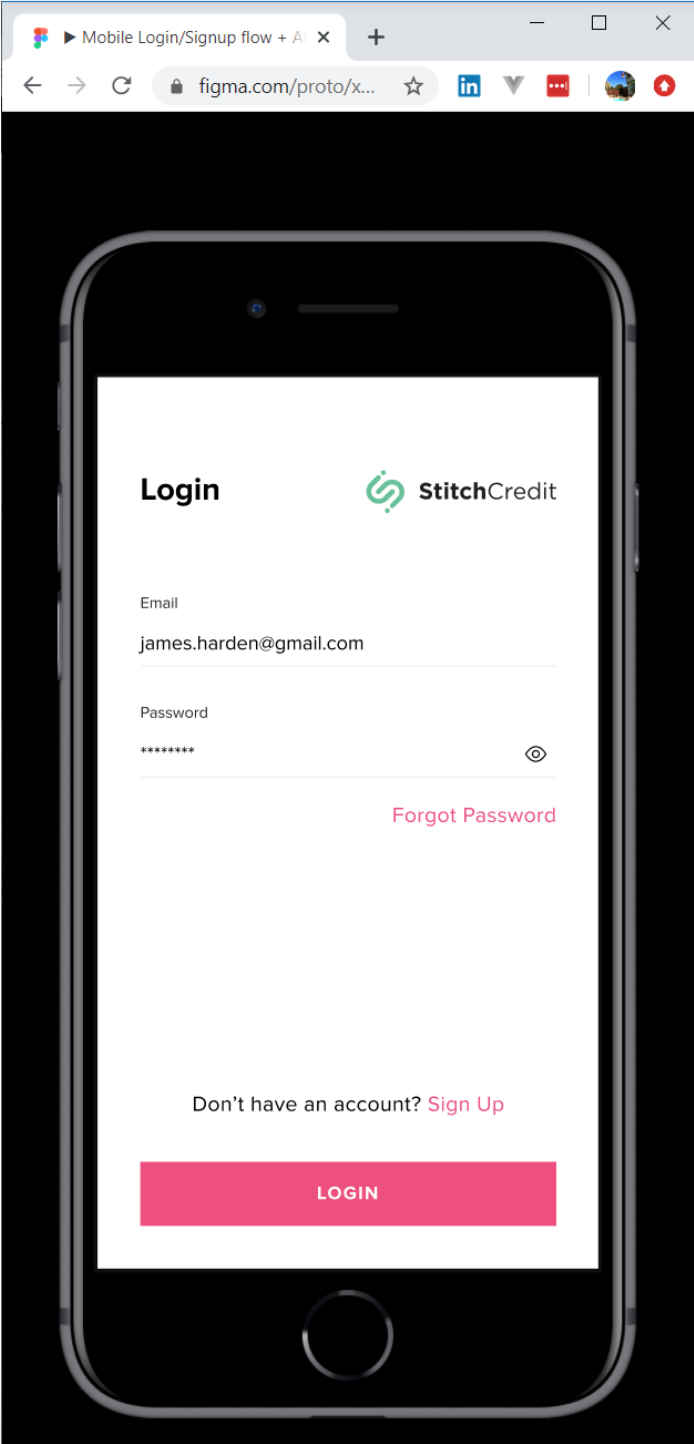 Mobile Login/Signup flow + A
figma.com/proto/x...
Login
StitchCredit
Email
james.harden@gmail.com
Password
********
Forgot Password
Don’t have an account? Sign Up
LOGIN